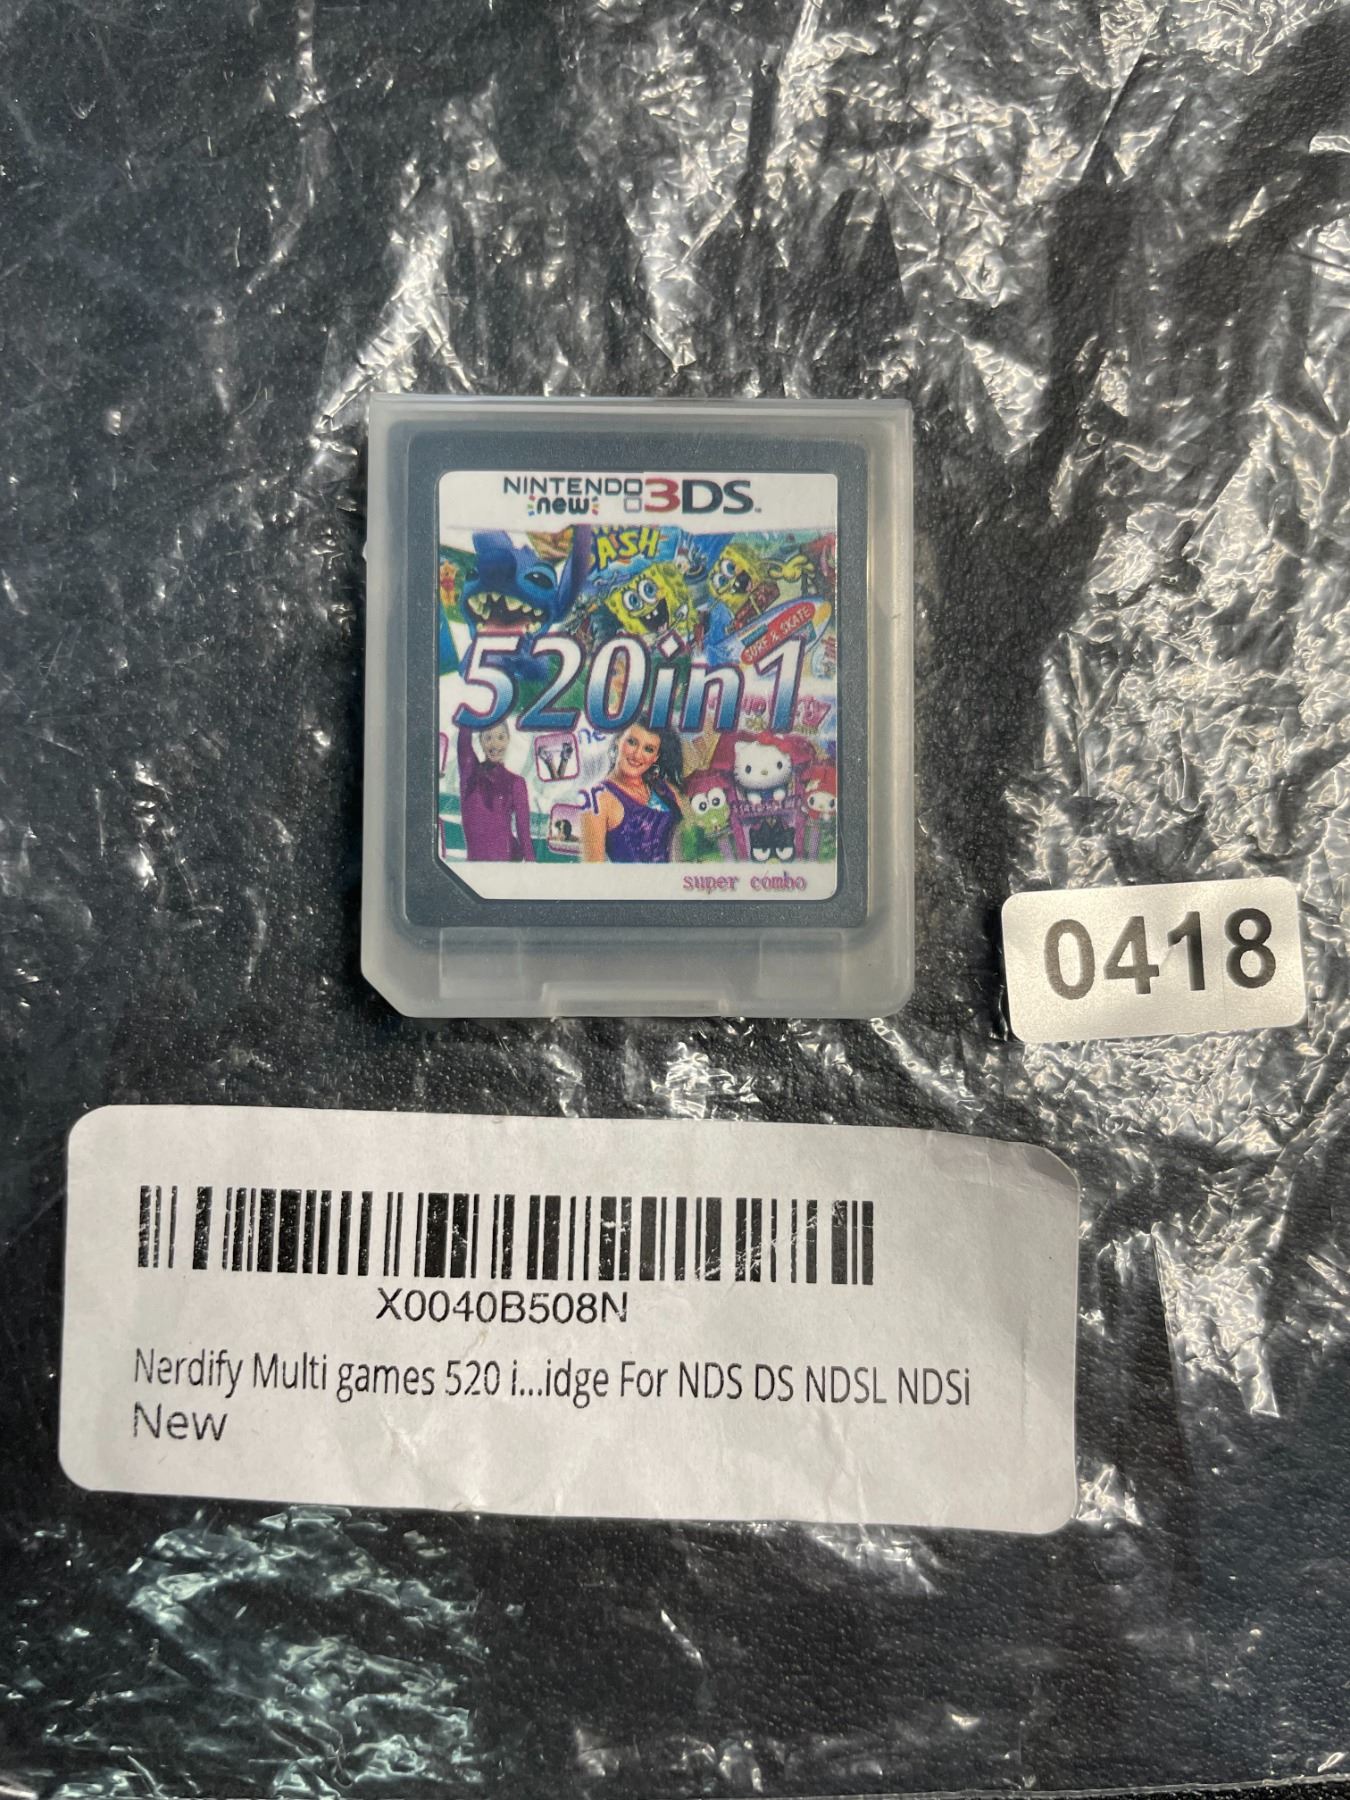 NINTENDO
new
3DS
ASH
SURF & SKATE
520in1
super combo
0418
X0040B508N
Nerdify Multi games 520 i...idge For NDS DS NDSL NDSi
New